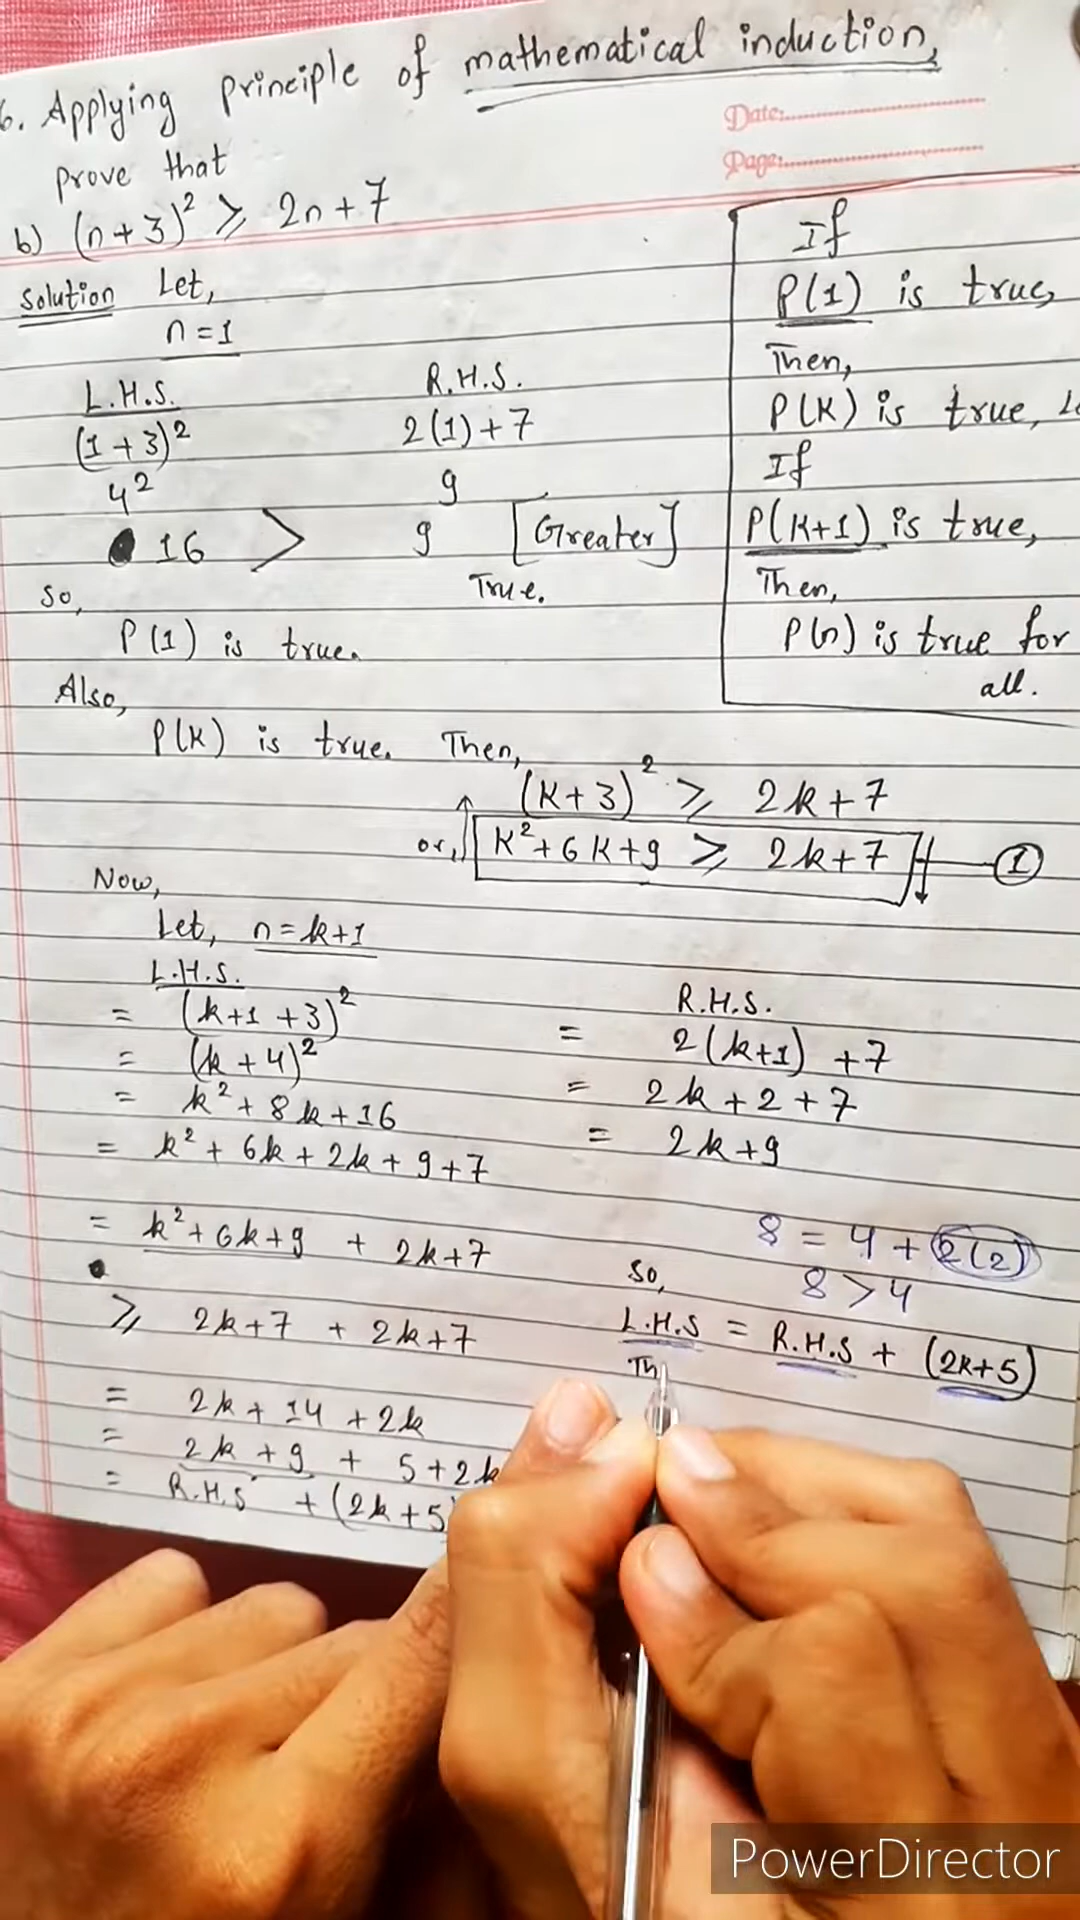 6. Applying principle of mathematical induction,
prove that
Date:
Page:
b) (n+3)² ≥ 2n+7
Solution Let,
n=1
L.H.S. R.H.S.
(1+3)² 2(1)+7
4² 9
16 > 9 [Greater]
True.
So,
P(1) is true.
If
P(1) is true,
Then,
P(K) is true,
If
P(K+1) is true,
Then,
P(n) is true for
all.
Also,
P(K) is true. Then,
(K+3)² ≥ 2k+7
or, K²+6K+9 ≥ 2k+7 ①
Now,
Let, n=k+1
L.H.S.
= (k+1+3)²
= (k+4)²
= k²+8k+16
= k²+6k+2k+9+7
= k²+6k+9 + 2k+7
≥ 2k+7 + 2k+7
= 2k+14+2k
= 2k+9 + 5+2k
= R.H.S + (2k+5
R.H.S.
= 2(k+1)+7
= 2k+2+7
= 2k+9
8 = 4+2(2)
8 > 4
So,
L.H.S = R.H.S + (2K+5)
Th
PowerDirector